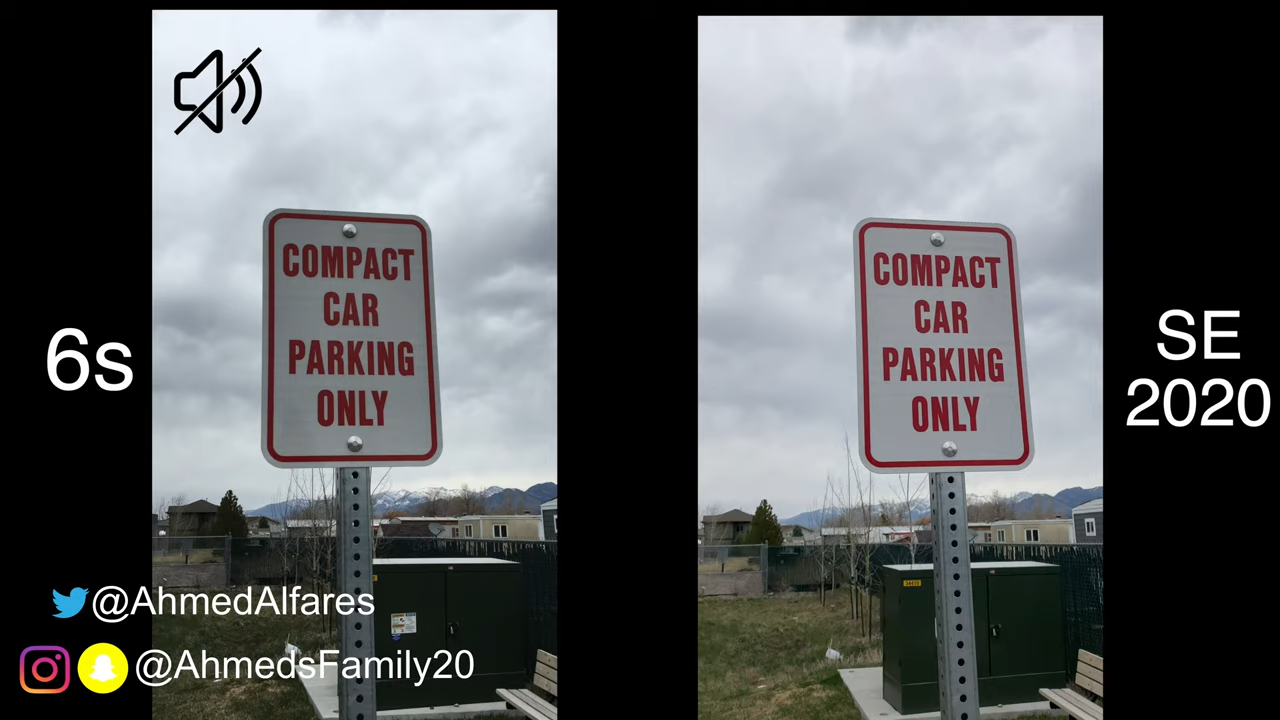 COMPACT
CAR
PARKING
ONLY
6s
@AhmedAlfares
@AhmedsFamily20
COMPACT
CAR
PARKING
ONLY
SE
2020